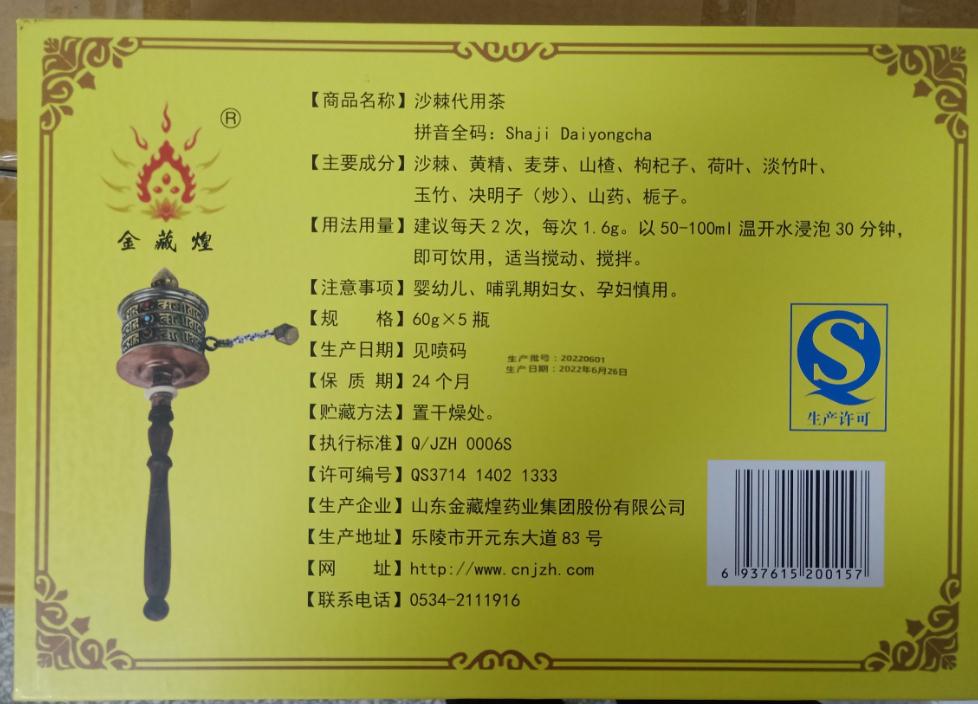 ®
金藏煌
【商品名称】沙棘代用茶
拼音全码：Shaji Daiyongcha
【主要成分】沙棘、黄精、麦芽、山楂、枸杞子、荷叶、淡竹叶、
玉竹、决明子（炒）、山药、栀子。
【用法用量】建议每天2次，每次1.6g。以50-100ml温开水浸泡30分钟，
即可饮用，适当搅动、搅拌。
【注意事项】婴幼儿、哺乳期妇女、孕妇慎用。
【规　　格】60g×5瓶
【生产日期】见喷码
生产批号：20220601
生产日期：2022年6月26日
【保 质 期】24个月
【贮藏方法】置干燥处。
【执行标准】Q/JZH 0006S
【许可编号】QS3714 1402 1333
【生产企业】山东金藏煌药业集团股份有限公司
【生产地址】乐陵市开元东大道83号
【网　　址】http://www.cnjzh.com
【联系电话】0534-2111916
生产许可
6 937615 200157